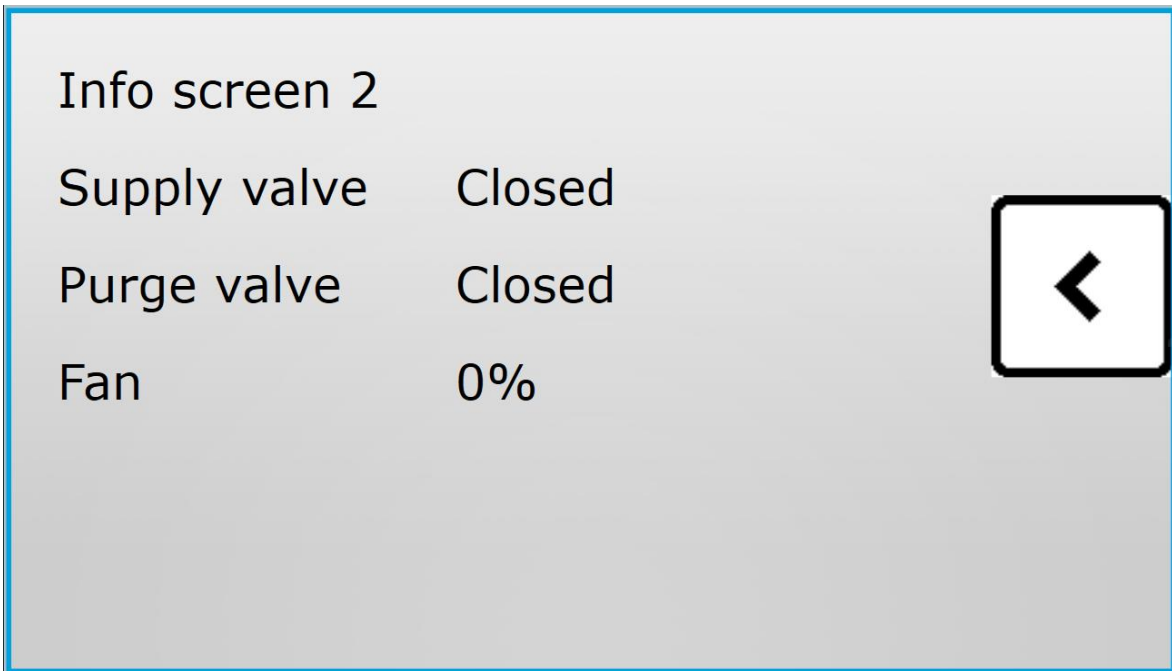 Info screen 2
Supply valve Closed
Purge valve Closed
Fan 0%